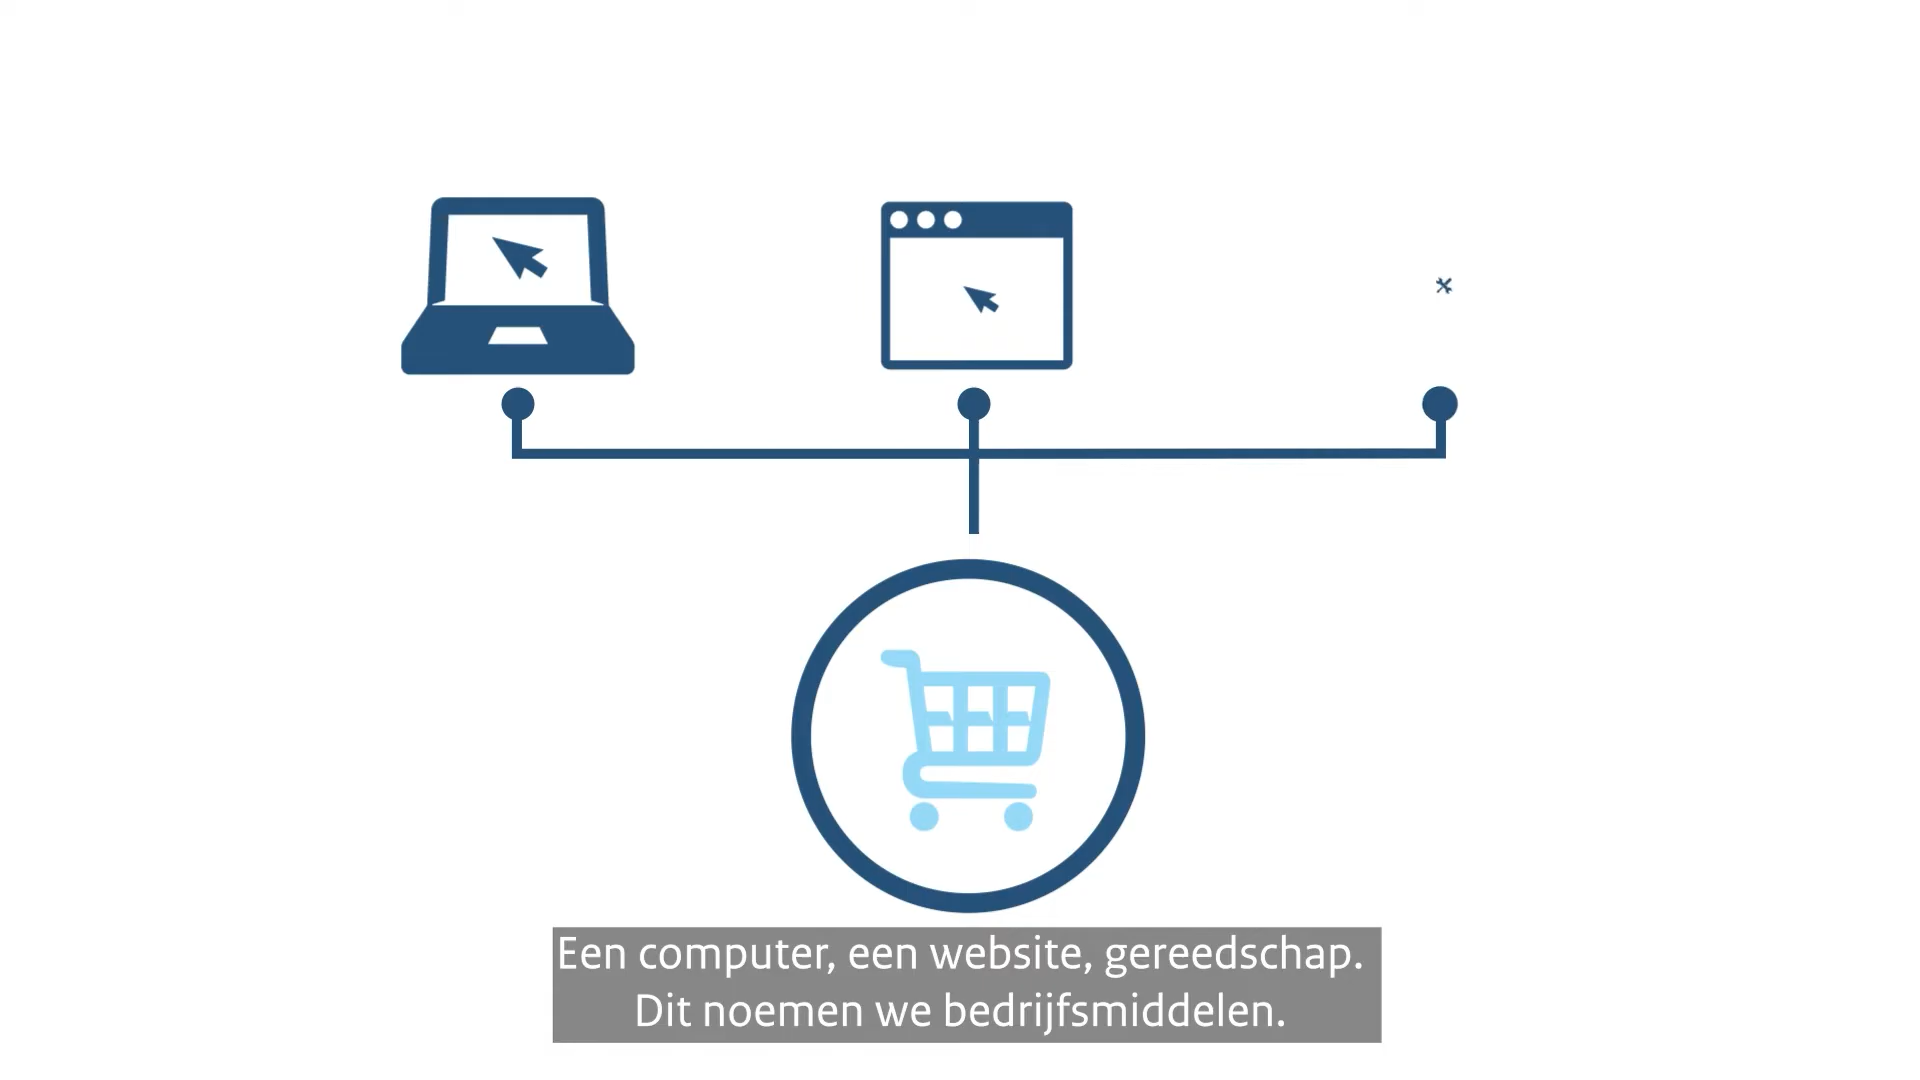 Een computer, een website, gereedschap.
Dit noemen we bedrijfsmiddelen.